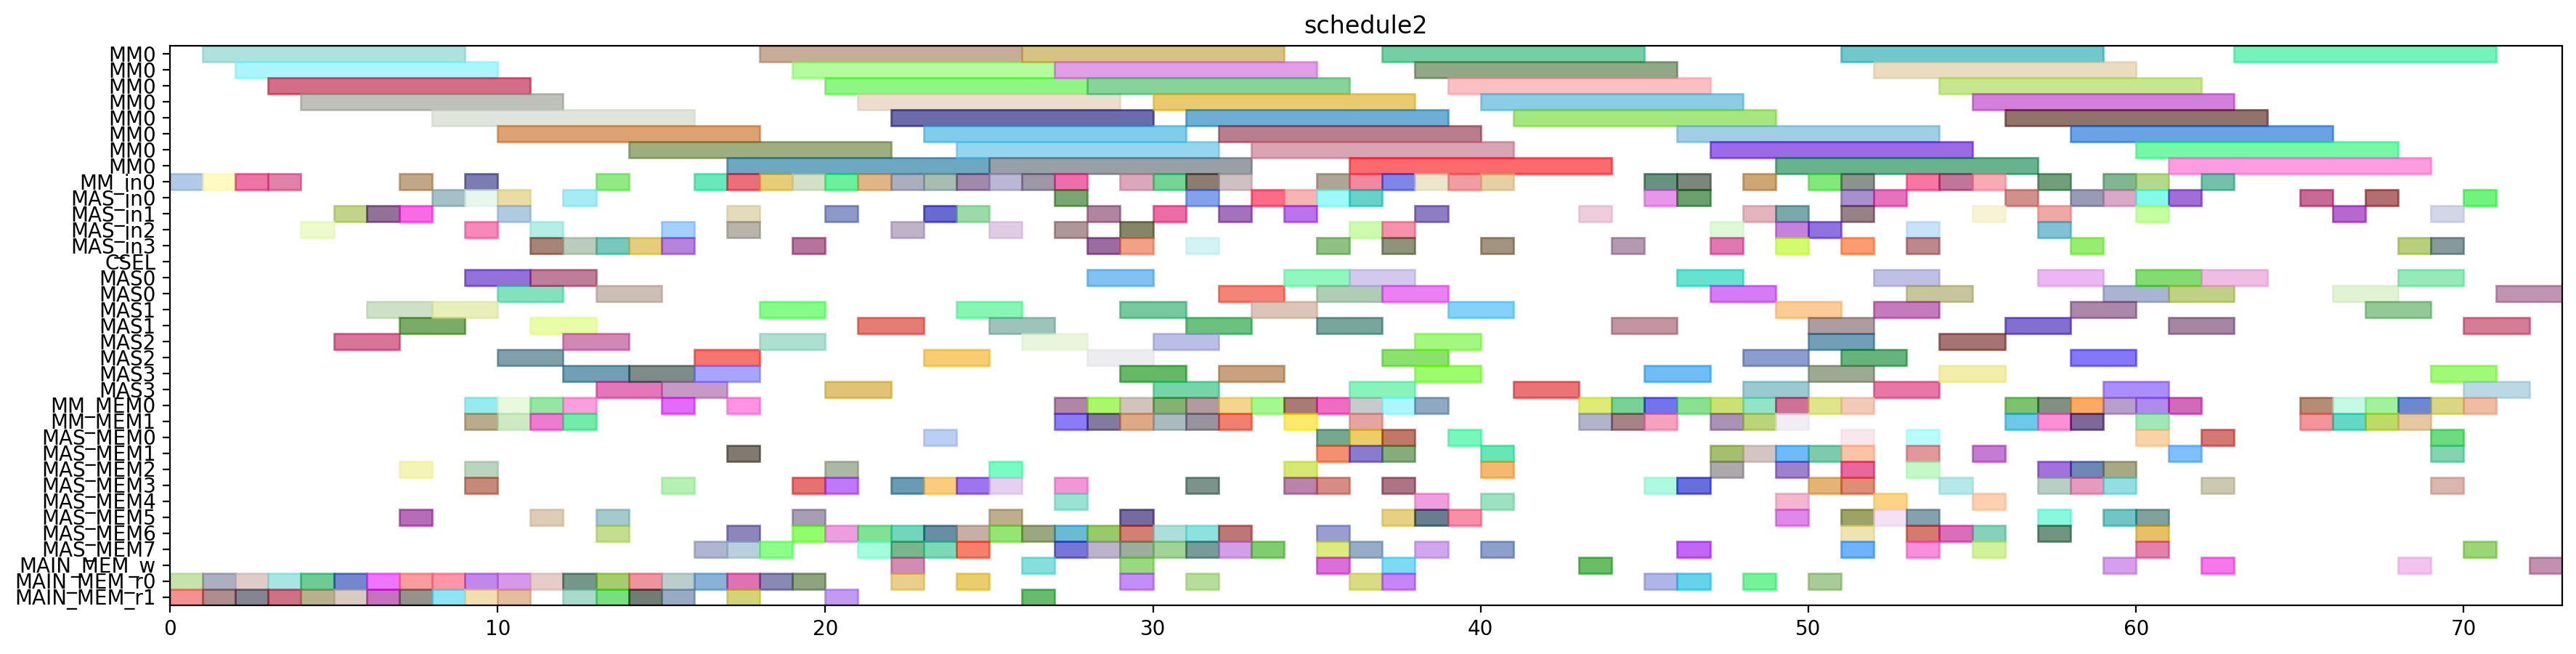 schedule2
MM0
MM0
MM0
MM0
MM0
MM0
MM0
MM0
MM_in0
MAS_in0
MAS_in1
MAS_in2
MAS_in3
CSEL
MAS0
MAS0
MAS1
MAS1
MAS2
MAS2
MAS3
MAS3
MM_MEM0
MM_MEM1
MAS_MEM0
MAS_MEM1
MAS_MEM2
MAS_MEM3
MAS_MEM4
MAS_MEM5
MAS_MEM6
MAS_MEM7
MAIN_MEM_w
MAIN_MEM_r0
MAIN_MEM_r1
0 10 20 30 40 50 60 70